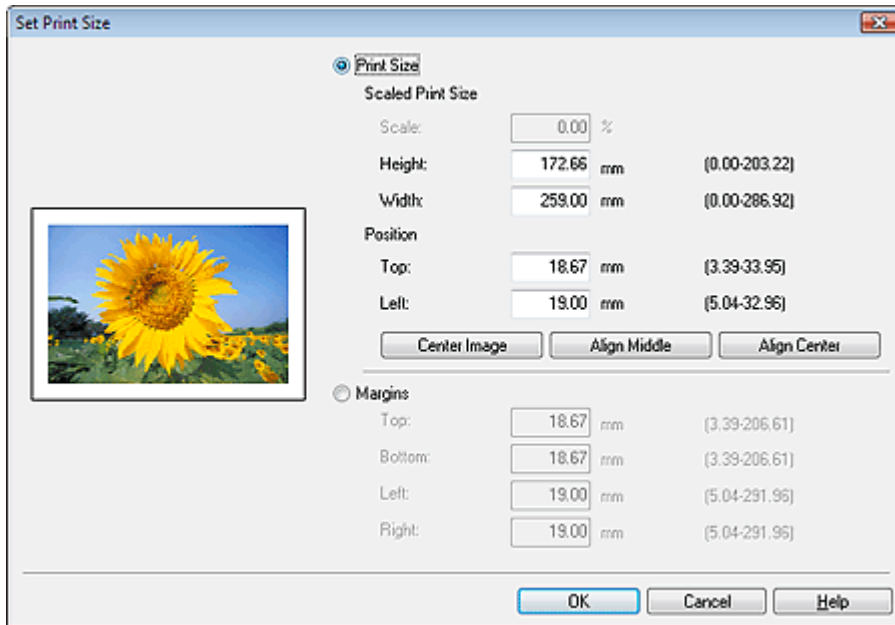 Set Print Size
Print Size
Scaled Print Size
Scale: 0.00 %
Height: 172.66 mm (0.00-203.22)
Width: 259.00 mm (0.00-286.92)
Position
Top: 18.67 mm (3.39-33.95)
Left: 19.00 mm (5.04-32.96)
Center Image Align Middle Align Center
Margins
Top: 18.67 mm (3.39-206.61)
Bottom: 18.67 mm (3.39-206.61)
Left: 19.00 mm (5.04-291.96)
Right: 19.00 mm (5.04-291.96)
OK Cancel Help